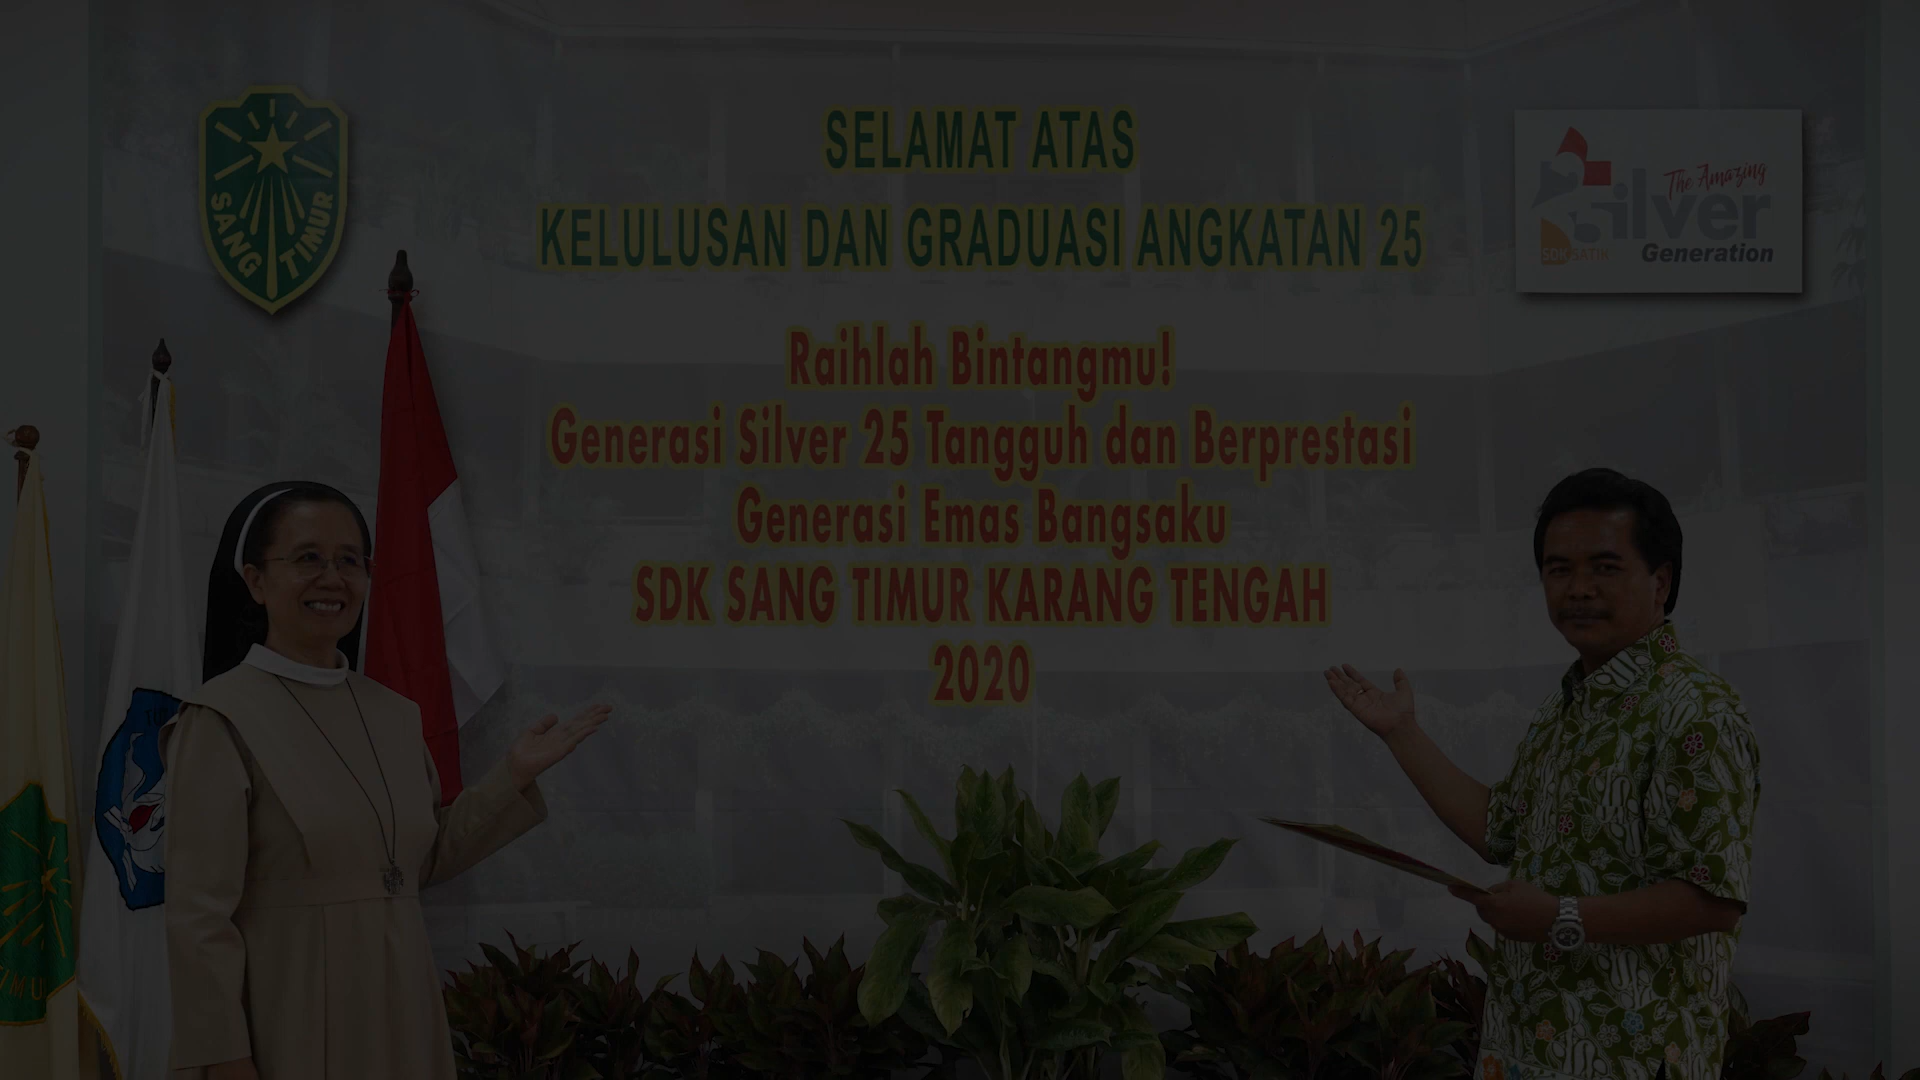 SANG TIMUR
SELAMAT ATAS
KELULUSAN DAN GRADUASI ANGKATAN 25
The Amazing
Silver
Generation
Raihlah Bintangmu!
Generasi Silver 25 Tangguh dan Berprestasi
Generasi Emas Bangsaku
SDK SANG TIMUR KARANG TENGAH
2020